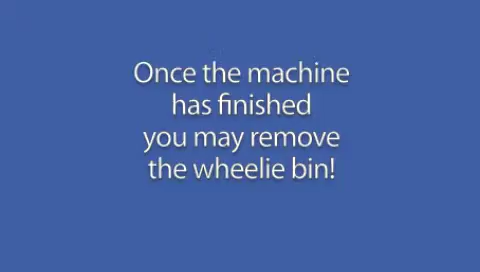 Once the machine
has finished
you may remove
the wheelie bin!